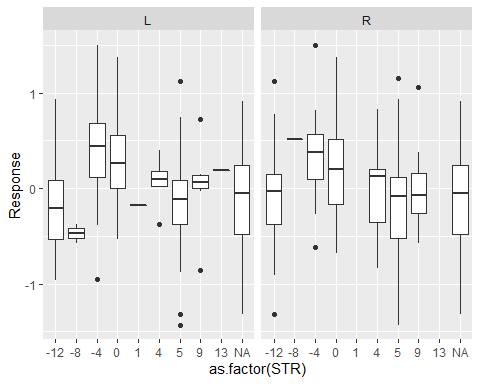 L R
Response
1
0
-1
-12 -8 -4 0 1 4 5 9 13 NA -12 -8 -4 0 1 4 5 9 13 NA
as.factor(STR)